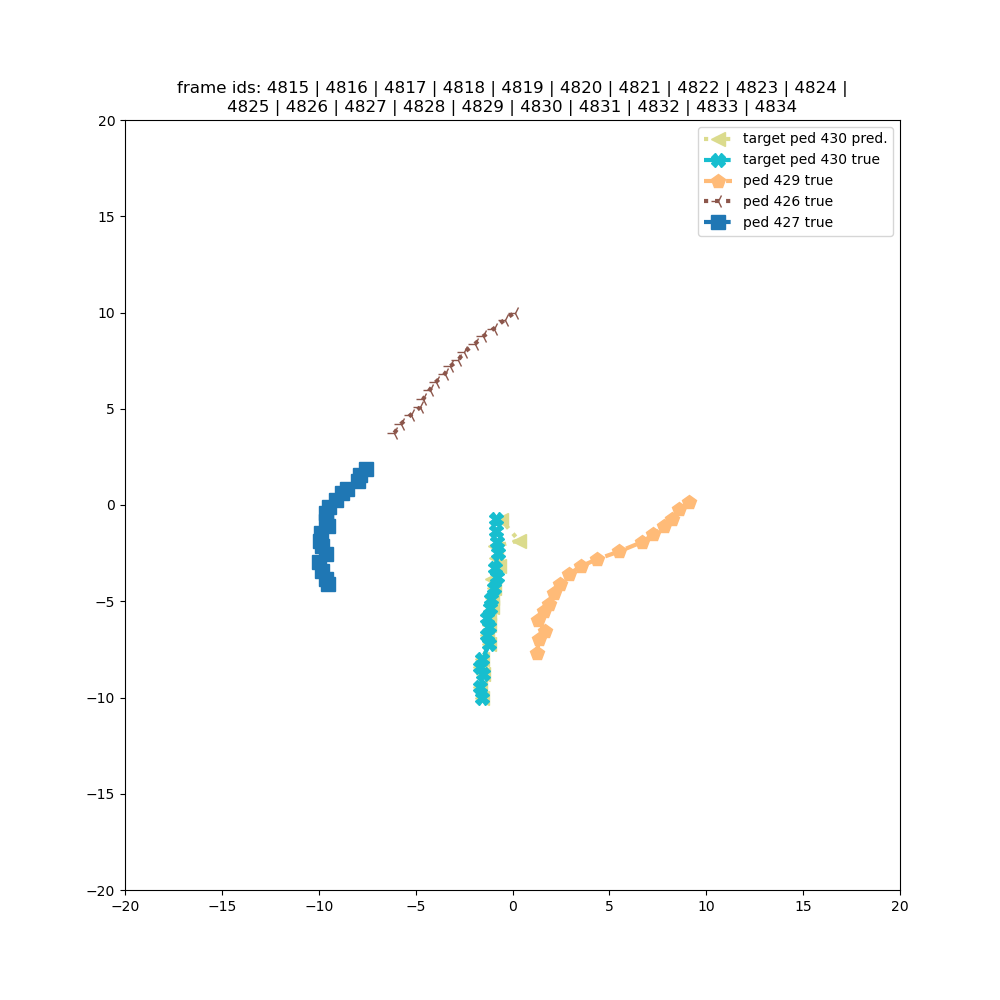 frame ids: 4815 | 4816 | 4817 | 4818 | 4819 | 4820 | 4821 | 4822 | 4823 | 4824 |
4825 | 4826 | 4827 | 4828 | 4829 | 4830 | 4831 | 4832 | 4833 | 4834
target ped 430 pred.
target ped 430 true
ped 429 true
ped 426 true
ped 427 true
20
15
10
5
0
−5
−10
−15
−20
−20 −15 −10 −5 0 5 10 15 20